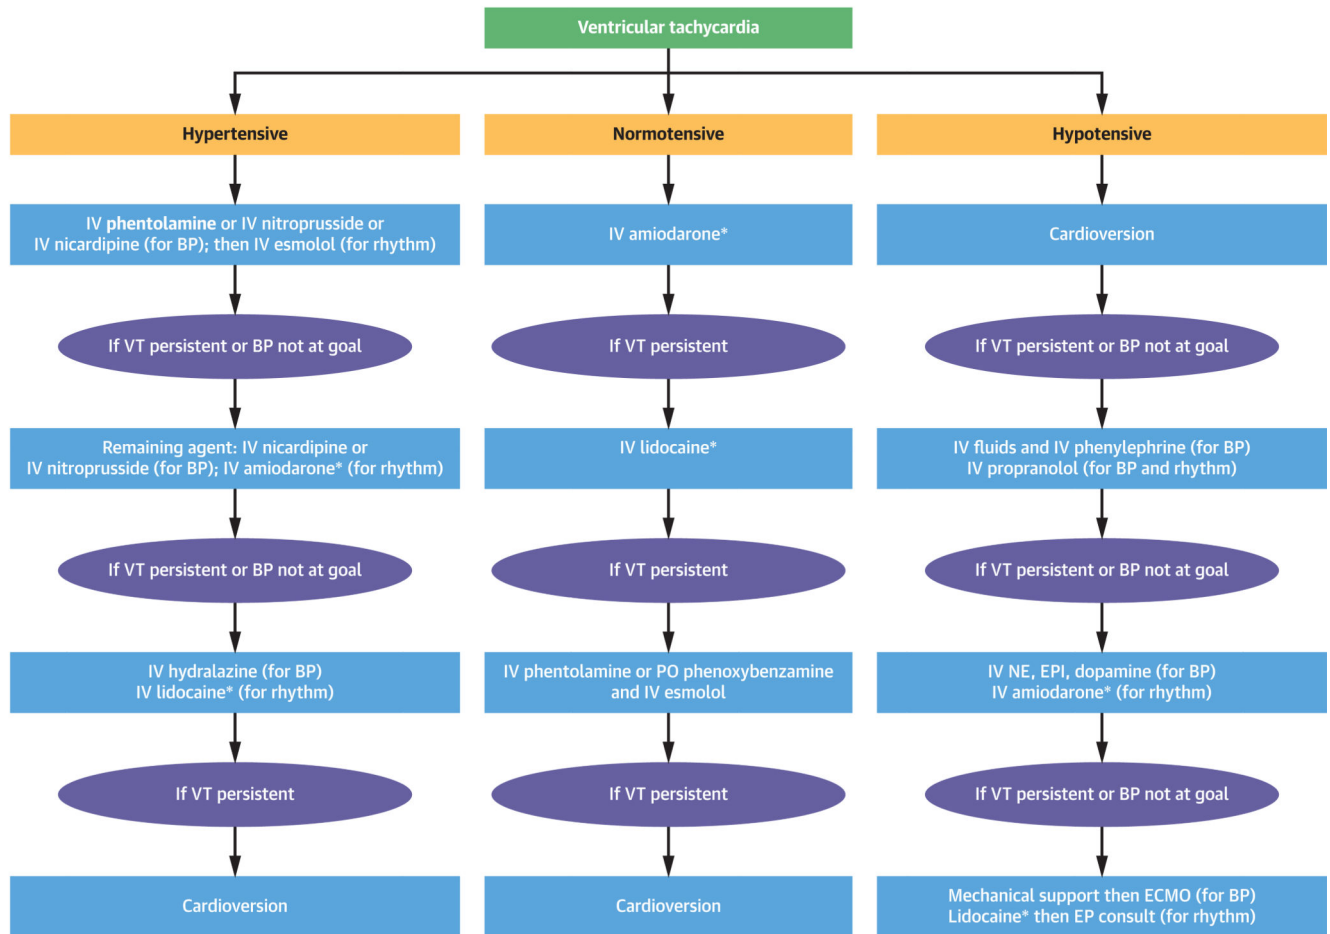 Ventricular tachycardia
Hypertensive
Normotensive
Hypotensive
IV phentolamine or IV nitroprusside or
IV nicardipine (for BP); then IV esmolol (for rhythm)
IV amiodarone*
Cardioversion
If VT persistent or BP not at goal
If VT persistent
If VT persistent or BP not at goal
Remaining agent: IV nicardipine or
IV nitroprusside (for BP); IV amiodarone* (for rhythm)
IV lidocaine*
IV fluids and IV phenylephrine (for BP)
IV propranolol (for BP and rhythm)
If VT persistent or BP not at goal
If VT persistent
If VT persistent or BP not at goal
IV hydralazine (for BP)
IV lidocaine* (for rhythm)
IV phentolamine or PO phenoxybenzamine
and IV esmolol
IV NE, EPI, dopamine (for BP)
IV amiodarone* (for rhythm)
If VT persistent
If VT persistent
If VT persistent or BP not at goal
Cardioversion
Cardioversion
Mechanical support then ECMO (for BP)
Lidocaine* then EP consult (for rhythm)